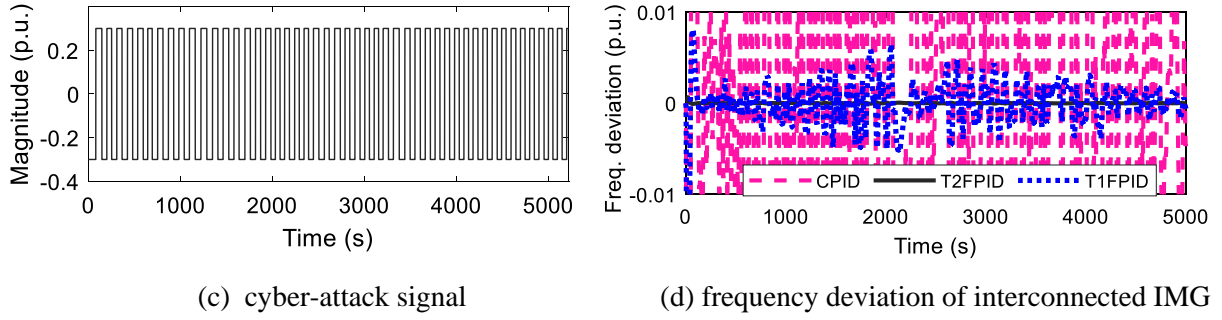 Magnitude (p.u.)
0.2
0
-0.2
-0.4
0 1000 2000 3000 4000 5000
Time (s)
(c) cyber-attack signal
Freq. deviation (p.u.)
0.01
0
-0.01
CPID T2FPID T1FPID
0 1000 2000 3000 4000 5000
Time (s)
(d) frequency deviation of interconnected IMG